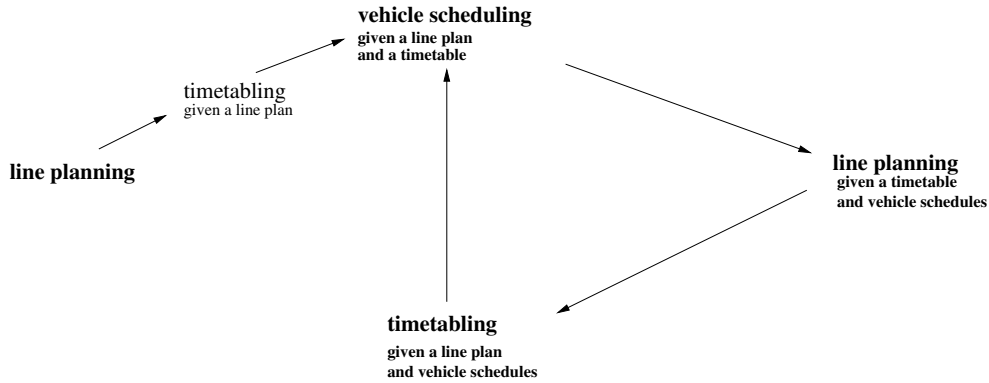 vehicle scheduling
given a line plan
and a timetable
timetabling
given a line plan
line planning
line planning
given a timetable
and vehicle schedules
timetabling
given a line plan
and vehicle schedules